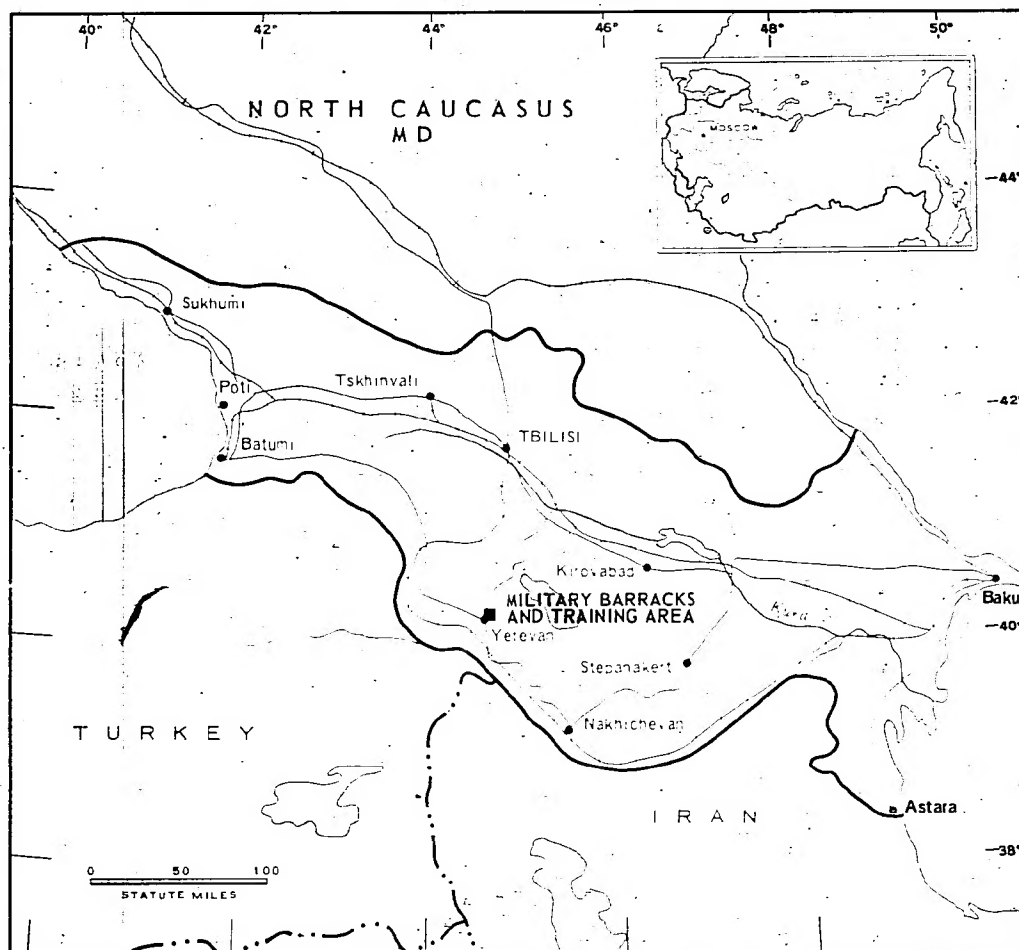 40°
42°
44°
46°
48°
50°
NORTH CAUCASUS
MD
MOSCOW
44°
Sukhumi
Poti
Tskhinvali
42°
Batumi
TBILISI
Kirovabad
Baku
MILITARY BARRACKS
AND TRAINING AREA
Kura
40°
Yerevan
Stepanakert
Nakhichevan
TURKEY
IRAN
Astara
38°
0 50 100
STATUTE MILES